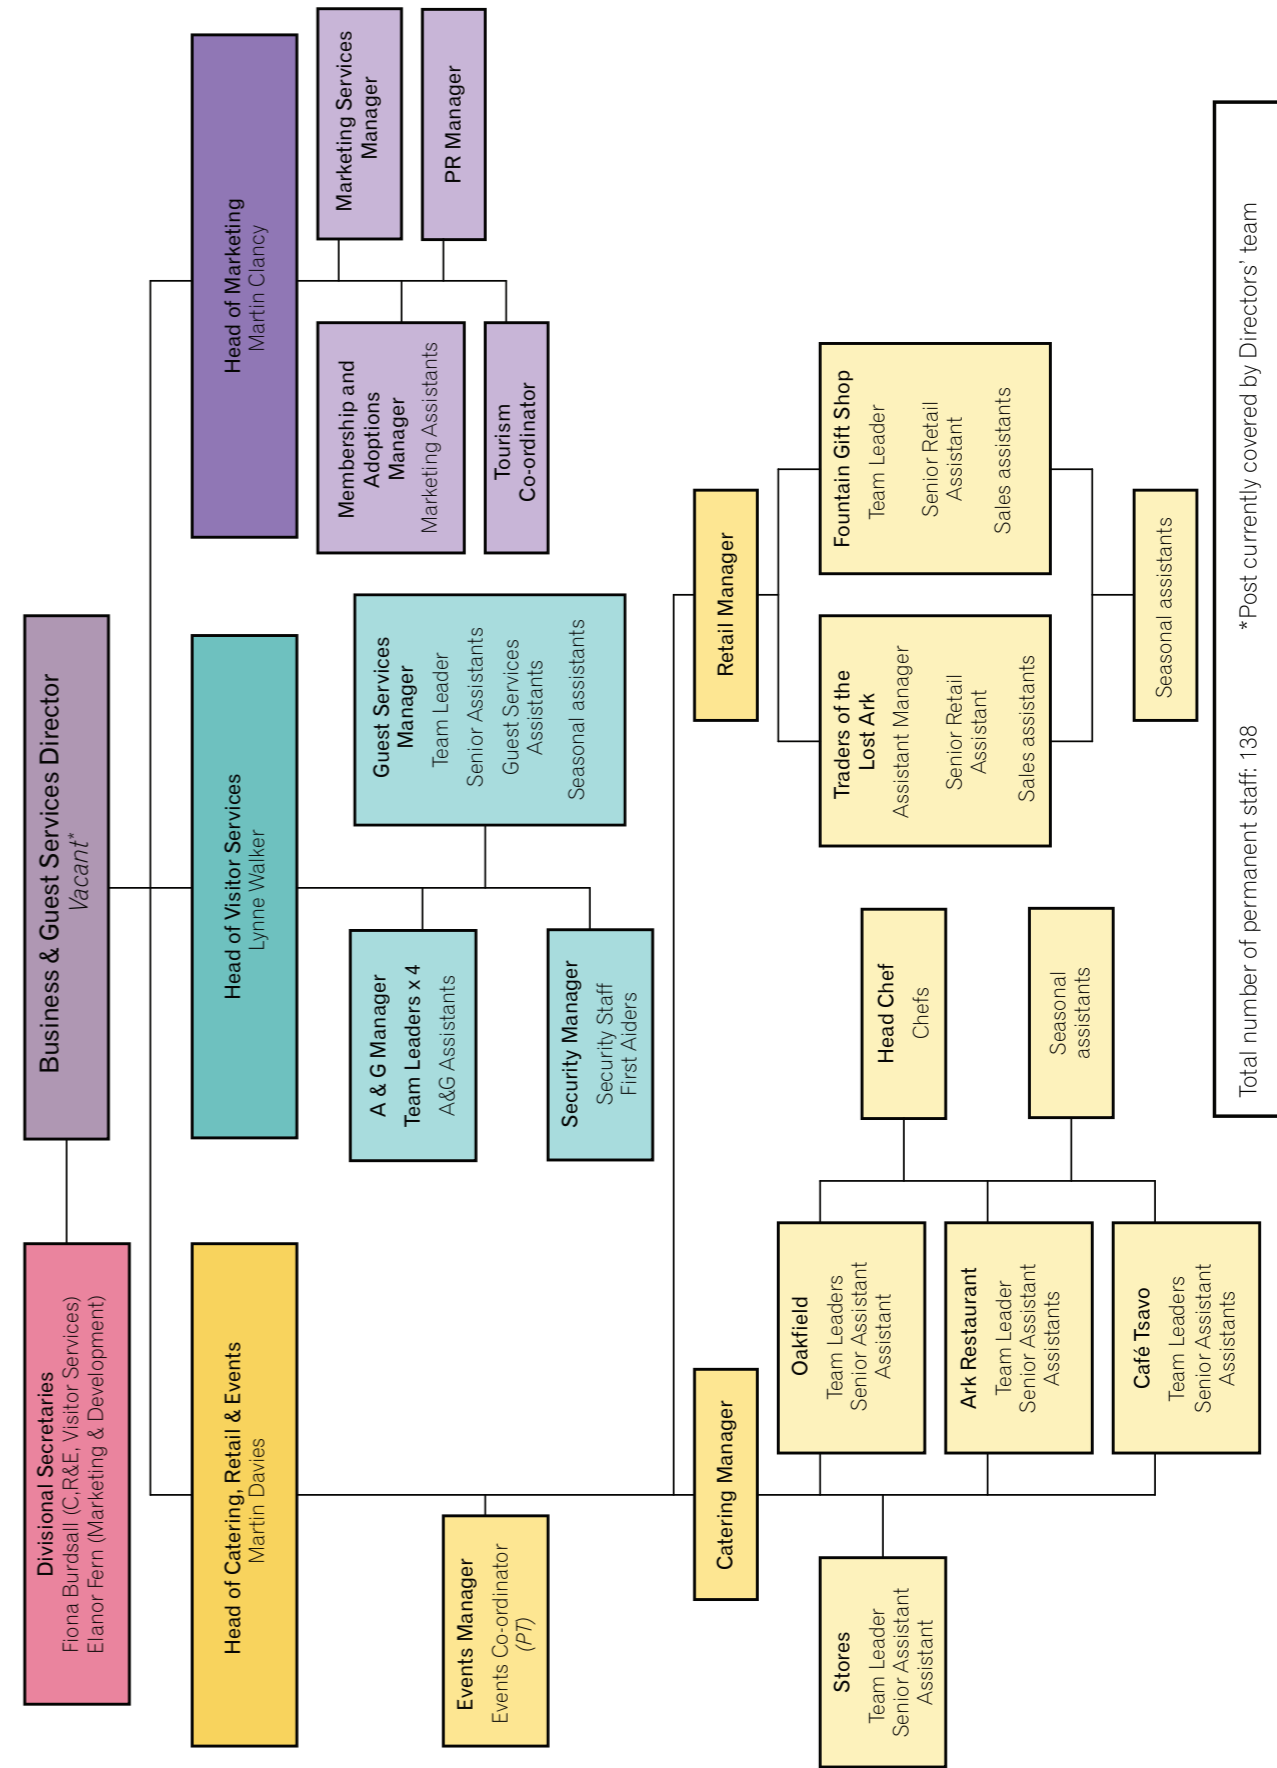 Business & Guest Services Director
Vacant*
Divisional Secretaries
Fiona Burdsall (C,R&E, Visitor Services)
Elanor Fern (Marketing & Development)
Head of Catering, Retail & Events
Martin Davies
Head of Visitor Services
Lynne Walker
Head of Marketing
Martin Clancy
Events Manager
Events Co-ordinator
(PT)
A & G Manager
Team Leaders x 4
A&G Assistants
Guest Services
Manager
Team Leader
Senior Assistants
Guest Services
Assistants
Seasonal assistants
Security Manager
Security Staff
First Aiders
Membership and
Adoptions
Manager
Marketing Assistants
Marketing Services
Manager
PR Manager
Tourism
Co-ordinator
Catering Manager
Retail Manager
Stores
Team Leader
Senior Assistant
Assistant
Oakfield
Team Leaders
Senior Assistant
Assistant
Ark Restaurant
Team Leader
Senior Assistant
Assistants
Café Tsavo
Team Leaders
Senior Assistant
Assistants
Head Chef
Chefs
Seasonal
assistants
Traders of the
Lost Ark
Assistant Manager
Senior Retail
Assistant
Sales assistants
Fountain Gift Shop
Team Leader
Senior Retail
Assistant
Sales assistants
Seasonal assistants
Total number of permanent staff: 138
*Post currently covered by Directors’ team